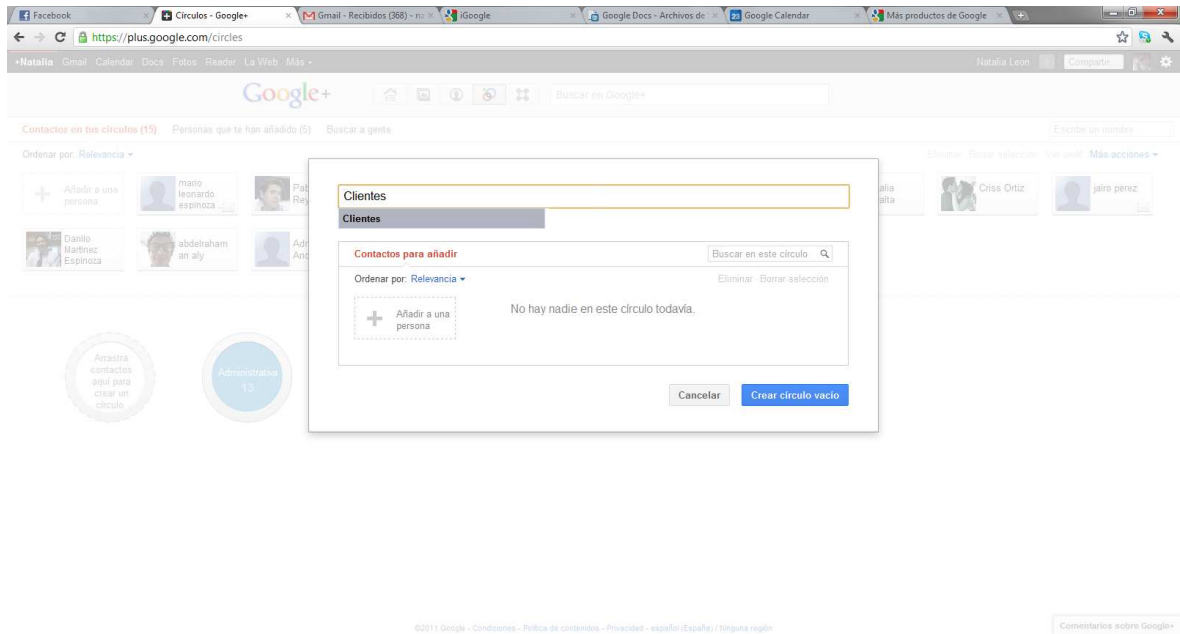 Facebook
Círculos - Google+
Gmail - Recibidos (368) - na
iGoogle
Google Docs - Archivos de
23 Google Calendar
Más productos de Google
https://plus.google.com/circles
+Natalia Gmail Calendar Docs Fotos Reader La Web Más
Natalia Leon
Comparte...
Google+
Buscar en Google+
Contactos en tus círculos (15) Personas que te han añadido (5) Buscar a gente
Escribe un nombre
Ordenar por: Relevancia
Eliminar Borrar selección Ver perfil Más acciones
Añadir a una
persona
mario
leonardo
espinoza
Criss Ortiz
jairo perez
Danilo
Martinez
Espinoza
abdelraham
an aly
Clientes
Clientes
Contactos para añadir
Buscar en este círculo
Ordenar por: Relevancia
Eliminar Borrar selección
Añadir a una
persona
No hay nadie en este círculo todavía.
Cancelar
Crear círculo vacío
Arrastra
contactos
aquí para
crear un
círculo
Administrativa
13
©2011 Google - Condiciones - Política de contenidos - Privacidad - español (España) / Ninguna región
Comentarios sobre Google+